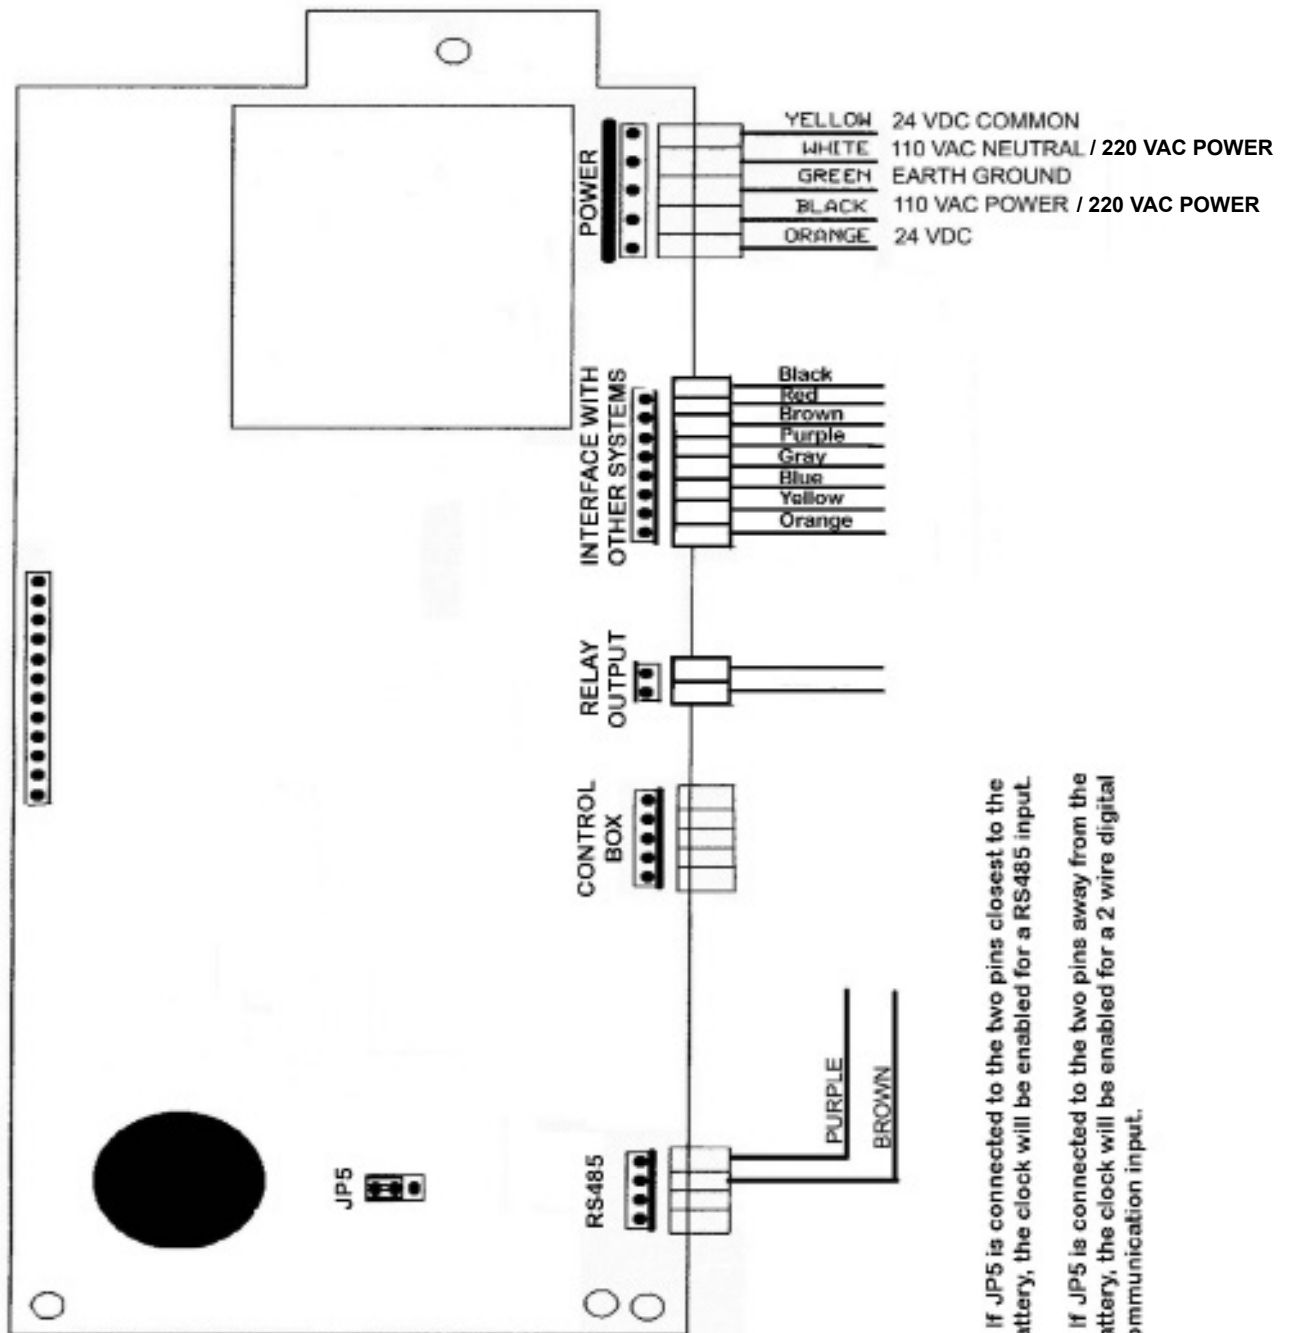 POWER
YELLOW 24 VDC COMMON
WHITE 110 VAC NEUTRAL / 220 VAC POWER
GREEN EARTH GROUND
BLACK 110 VAC POWER / 220 VAC POWER
ORANGE 24 VDC
INTERFACE WITH
OTHER SYSTEMS
Black
Red
Brown
Purple
Gray
Blue
Yellow
Orange
RELAY
OUTPUT
CONTROL
BOX
RS485
PURPLE
BROWN
JP5
If JP5 is connected to the two pins closest to the
the clock will be enabled for a RS485 input.
If JP5 is connected to the two pins away from the
the clock will be enabled for a 2 wire digital
input.